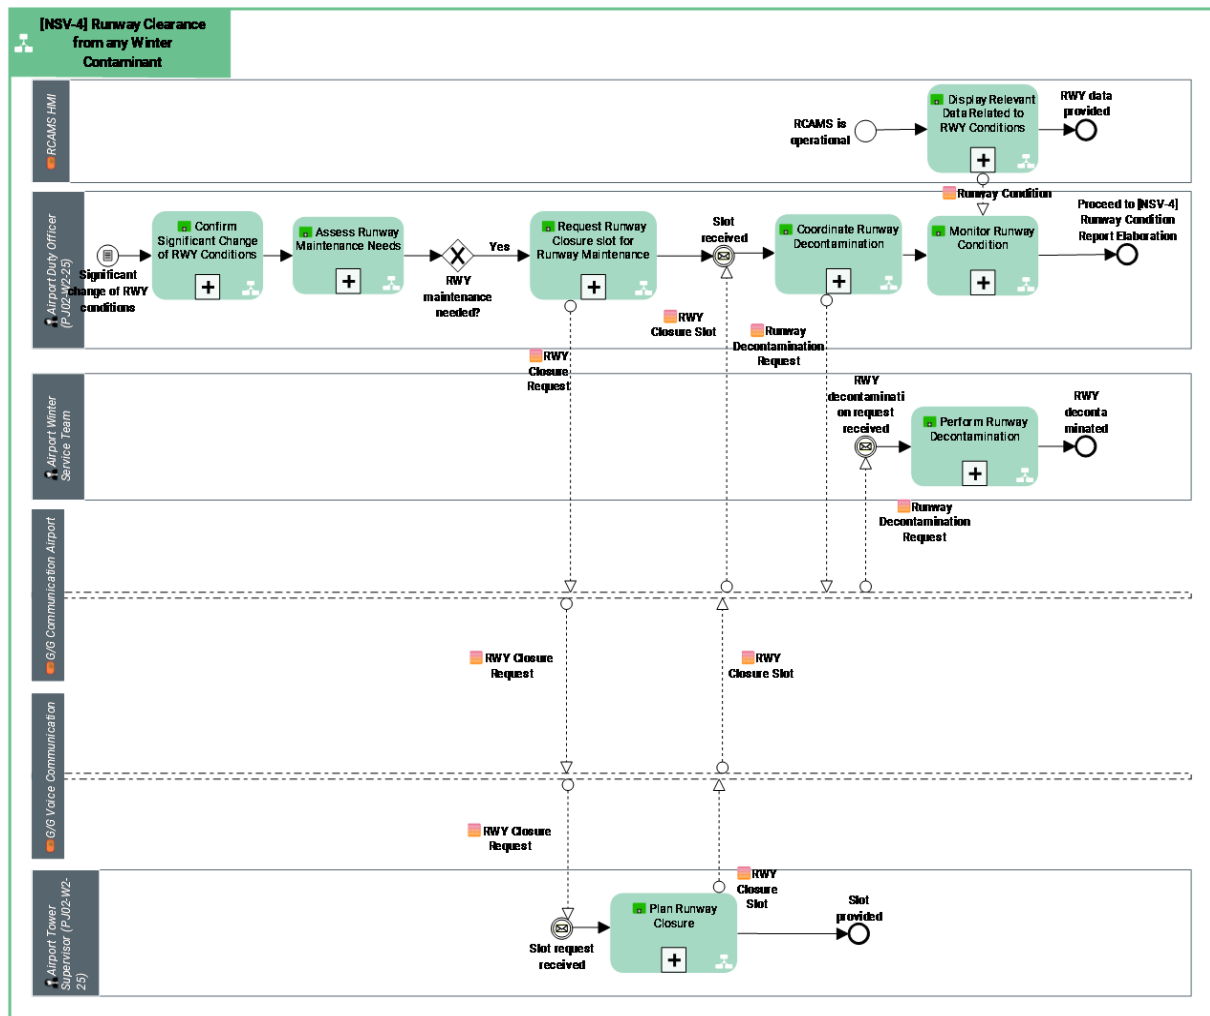 [NSV-4] Runway Clearance
from any Winter
Contaminant
RCAMS HMI
RCAMS is
operational
Display Relevant
Data Related to
RWY Conditions
RWY data
provided
Runway Condition
Airport Duty Officer
(PJ02-W2-25)
Significant
change of RWY
conditions
Confirm
Significant Change
of RWY Conditions
Assess Runway
Maintenance Needs
RWY
maintenance
needed?
Yes
Request Runway
Closure slot for
Runway Maintenance
Slot
received
Coordinate Runway
Decontamination
Monitor Runway
Condition
Proceed to [NSV-4]
Runway Condition
Report Elaboration
RWY
Closure Slot
Runway
Decontamination
Request
RWY
Closure
Request
Airport Winter
Service Team
RWY
decontaminati
on request
received
Perform Runway
Decontamination
RWY
deconta
minated
Runway
Decontamination
Request
G/G Communication Airport
RWY Closure
Request
RWY
Closure Slot
G/G Voice Communication
RWY Closure
Request
RWY
Closure
Slot
Airport Tower
Supervisor (PJ02-W2-
25)
Slot request
received
Plan Runway
Closure
Slot
provided